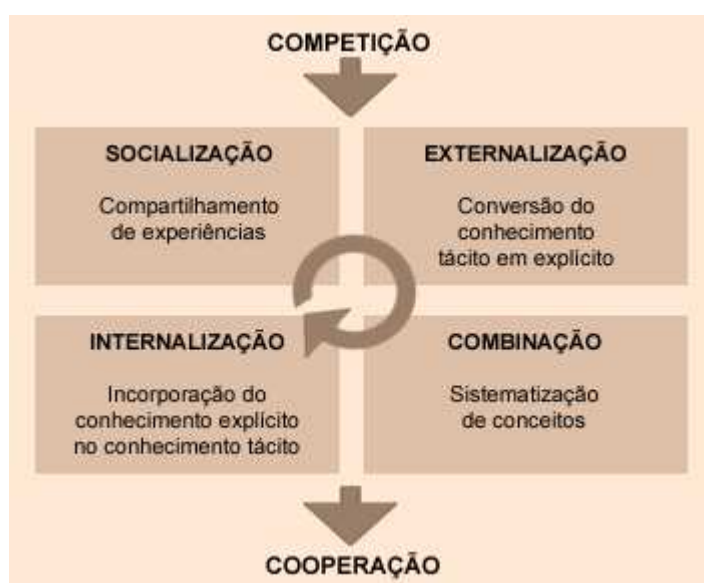 COMPETIÇÃO
SOCIALIZAÇÃO
Compartilhamento
de experiências
EXTERNALIZAÇÃO
Conversão do
conhecimento
tácito em explícito
INTERNALIZAÇÃO
Incorporação do
conhecimento explícito
no conhecimento tácito
COMBINAÇÃO
Sistematização
de conceitos
COOPERAÇÃO